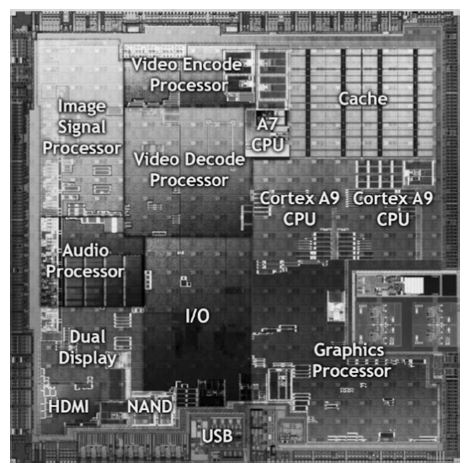 Video Encode
Processor
Image
Signal
Processor
Cache
A7
CPU
Video Decode
Processor
Cortex A9
CPU
Cortex A9
CPU
Audio
Processor
I/O
Dual
Display
Graphics
Processor
HDMI
NAND
USB